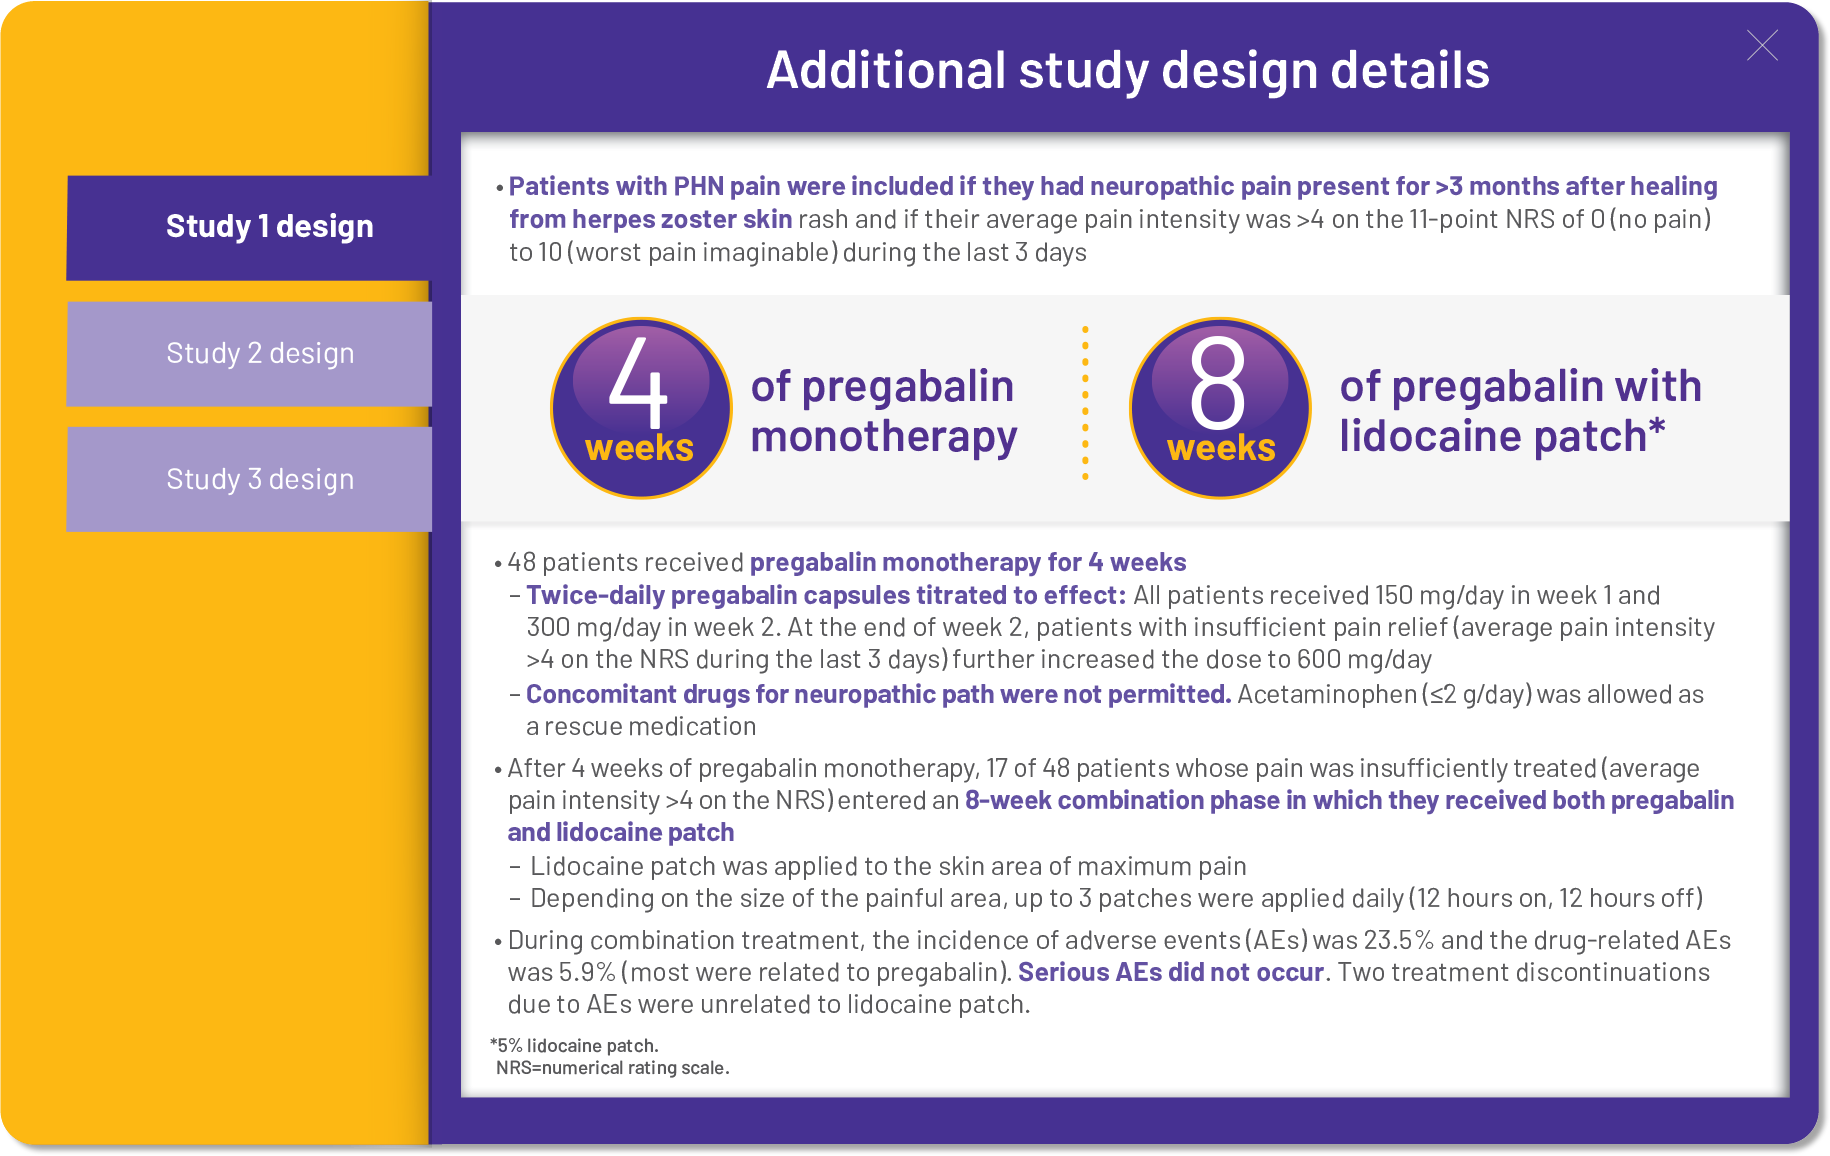 Additional study design details
Study 1 design
Study 2 design
Study 3 design
• Patients with PHN pain were included if they had neuropathic pain present for >3 months after healing
from herpes zoster skin rash and if their average pain intensity was >4 on the 11-point NRS of 0 (no pain)
to 10 (worst pain imaginable) during the last 3 days
4
weeks
of pregabalin
monotherapy
8
weeks
of pregabalin with
lidocaine patch*
• 48 patients received pregabalin monotherapy for 4 weeks
– Twice-daily pregabalin capsules titrated to effect: All patients received 150 mg/day in week 1 and
300 mg/day in week 2. At the end of week 2, patients with insufficient pain relief (average pain intensity
>4 on the NRS during the last 3 days) further increased the dose to 600 mg/day
– Concomitant drugs for neuropathic path were not permitted. Acetaminophen (≤2 g/day) was allowed as
a rescue medication
• After 4 weeks of pregabalin monotherapy, 17 of 48 patients whose pain was insufficiently treated (average
pain intensity >4 on the NRS) entered an 8-week combination phase in which they received both pregabalin
and lidocaine patch
– Lidocaine patch was applied to the skin area of maximum pain
– Depending on the size of the painful area, up to 3 patches were applied daily (12 hours on, 12 hours off)
• During combination treatment, the incidence of adverse events (AEs) was 23.5% and the drug-related AEs
was 5.9% (most were related to pregabalin). Serious AEs did not occur. Two treatment discontinuations
due to AEs were unrelated to lidocaine patch.
*5% lidocaine patch.
NRS=numerical rating scale.